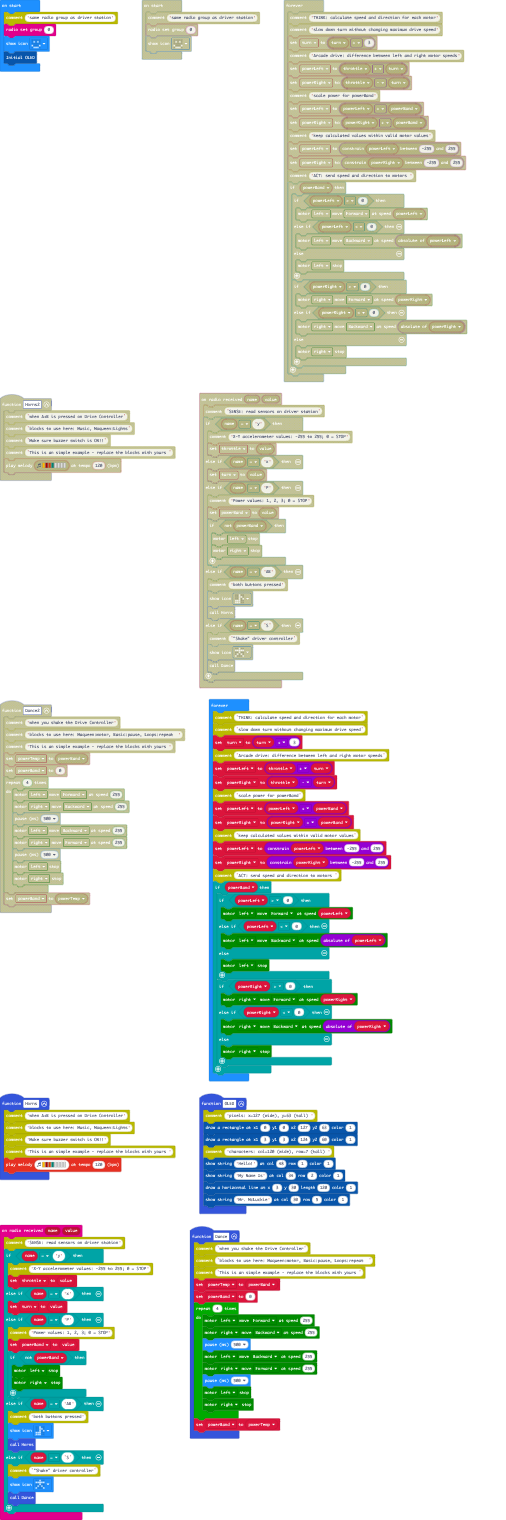 on start
comment "same radio group as driver station"
radio set group 0
show icon
Initial OLED
on start
comment "same radio group as driver station"
radio set group 0
show icon
forever
comment "THINK: calculate speed and direction for each motor"
comment "slow down turn without changing maximum drive speed"
set turn to turn
comment "Arcade drive: difference between left and right motor speeds"
set powerLeft to throttle + turn
set powerRight to throttle - turn
comment "scale power for powerBand"
set powerLeft to powerLeft powerBand
set powerRight to powerRight powerBand
comment "keep calculated values within valid motor values"
set powerLeft to constrain powerLeft between -255 and 255
set powerRight to constrain powerRight between -255 and 255
comment "ACT: send speed and direction to motors"
if powerBand then
if powerLeft > 0 then
motor left move Forward at speed powerLeft
else if powerLeft < 0 then
motor left move Backward at speed absolute of powerLeft
else
motor left stop
if powerRight > 0 then
motor right move Forward at speed powerRight
else if powerRight < 0 then
motor right move Backward at speed absolute of powerRight
else
motor right stop
function Horns2
comment "when A+B is pressed on Drive Controller"
comment "blocks to use here: Music, Maqueen:Lights"
comment "Make sure buzzer switch is ON!!"
comment "This is an simple example - replace the blocks with yours"
play melody at tempo 120 (bpm)
on radio received name value
comment "SENSE: read sensors on driver station"
if name = "y" then
comment "X-Y accelerometer values: -255 to 255; 0 = STOP"
set throttle to value
else if name = "x" then
set turn to value
else if name = "P" then
comment "Power values: 1, 2, 3; 0 = STOP"
set powerBand to value
if not powerBand then
motor left stop
motor right stop
else if name = "AB" then
comment "both buttons pressed"
show icon
call Horns
else if name = "S" then
comment "*Shake* driver controller"
show icon
call Dance
function Dance2
comment "when you shake the Drive Controller"
comment "blocks to use here: Maqueen:motor, Basic:pause, Loops:repeat"
comment "This is an simple example - replace the blocks with yours"
set powerTemp to powerBand
set powerBand to 0
repeat 4 times
do motor left move Forward at speed 255
motor right move Backward at speed 255
pause (ms) 500
motor left move Backward at speed 255
motor right move Forward at speed 255
pause (ms) 500
motor left stop
motor right stop
set powerBand to powerTemp
forever
comment "THINK: calculate speed and direction for each motor"
comment "slow down turn without changing maximum drive speed"
set turn to turn
comment "Arcade drive: difference between left and right motor speeds"
set powerLeft to throttle + turn
set powerRight to throttle - turn
comment "scale power for powerBand"
set powerLeft to powerLeft powerBand
set powerRight to powerRight powerBand
comment "keep calculated values within valid motor values"
set powerLeft to constrain powerLeft between -255 and 255
set powerRight to constrain powerRight between -255 and 255
comment "ACT: send speed and direction to motors"
if powerBand then
if powerLeft > 0 then
motor left move Forward at speed powerLeft
else if powerLeft < 0 then
motor left move Backward at speed absolute of powerLeft
else
motor left stop
if powerRight > 0 then
motor right move Forward at speed powerRight
else if powerRight < 0 then
motor right move Backward at speed absolute of powerRight
else
motor right stop
function Horns
comment "when A+B is pressed on Drive Controller"
comment "blocks to use here: Music, Maqueen:Lights"
comment "Make sure buzzer switch is ON!!"
comment "This is an simple example - replace the blocks with yours"
play melody at tempo 120 (bpm)
function OLED
comment "pixels: x=127 (wide), y=63 (tall)"
draw a rectangle at x1 0 y1 0 x2 127 y2 63 color 1
draw a rectangle at x1 3 y1 3 x2 124 y2 60 color 1
comment "characters: col=120 (wide), row=7 (tall)"
show string "Hello!" at col row 1 color 1
show string "My Name is" at col row 2 color 1
draw a horizontal line at x y length color 1
show string "Mr. McLuckie" at col row 5 color 1
on radio received name value
comment "SENSE: read sensors on driver station"
if name = "y" then
comment "X-Y accelerometer values: -255 to 255; 0 = STOP"
set throttle to value
else if name = "x" then
set turn to value
else if name = "P" then
comment "Power values: 1, 2, 3; 0 = STOP"
set powerBand to value
if not powerBand then
motor left stop
motor right stop
else if name = "AB" then
comment "both buttons pressed"
show icon
call Horns
else if name = "S" then
comment "*Shake* driver controller"
show icon
call Dance
function Dance
comment "when you shake the Drive Controller"
comment "blocks to use here: Maqueen:motor, Basic:pause, Loops:repeat"
comment "This is an simple example - replace the blocks with yours"
set powerTemp to powerBand
set powerBand to 0
repeat 4 times
do motor left move Forward at speed 255
motor right move Backward at speed 255
pause (ms) 500
motor left move Backward at speed 255
motor right move Forward at speed 255
pause (ms) 500
motor left stop
motor right stop
set powerBand to powerTemp